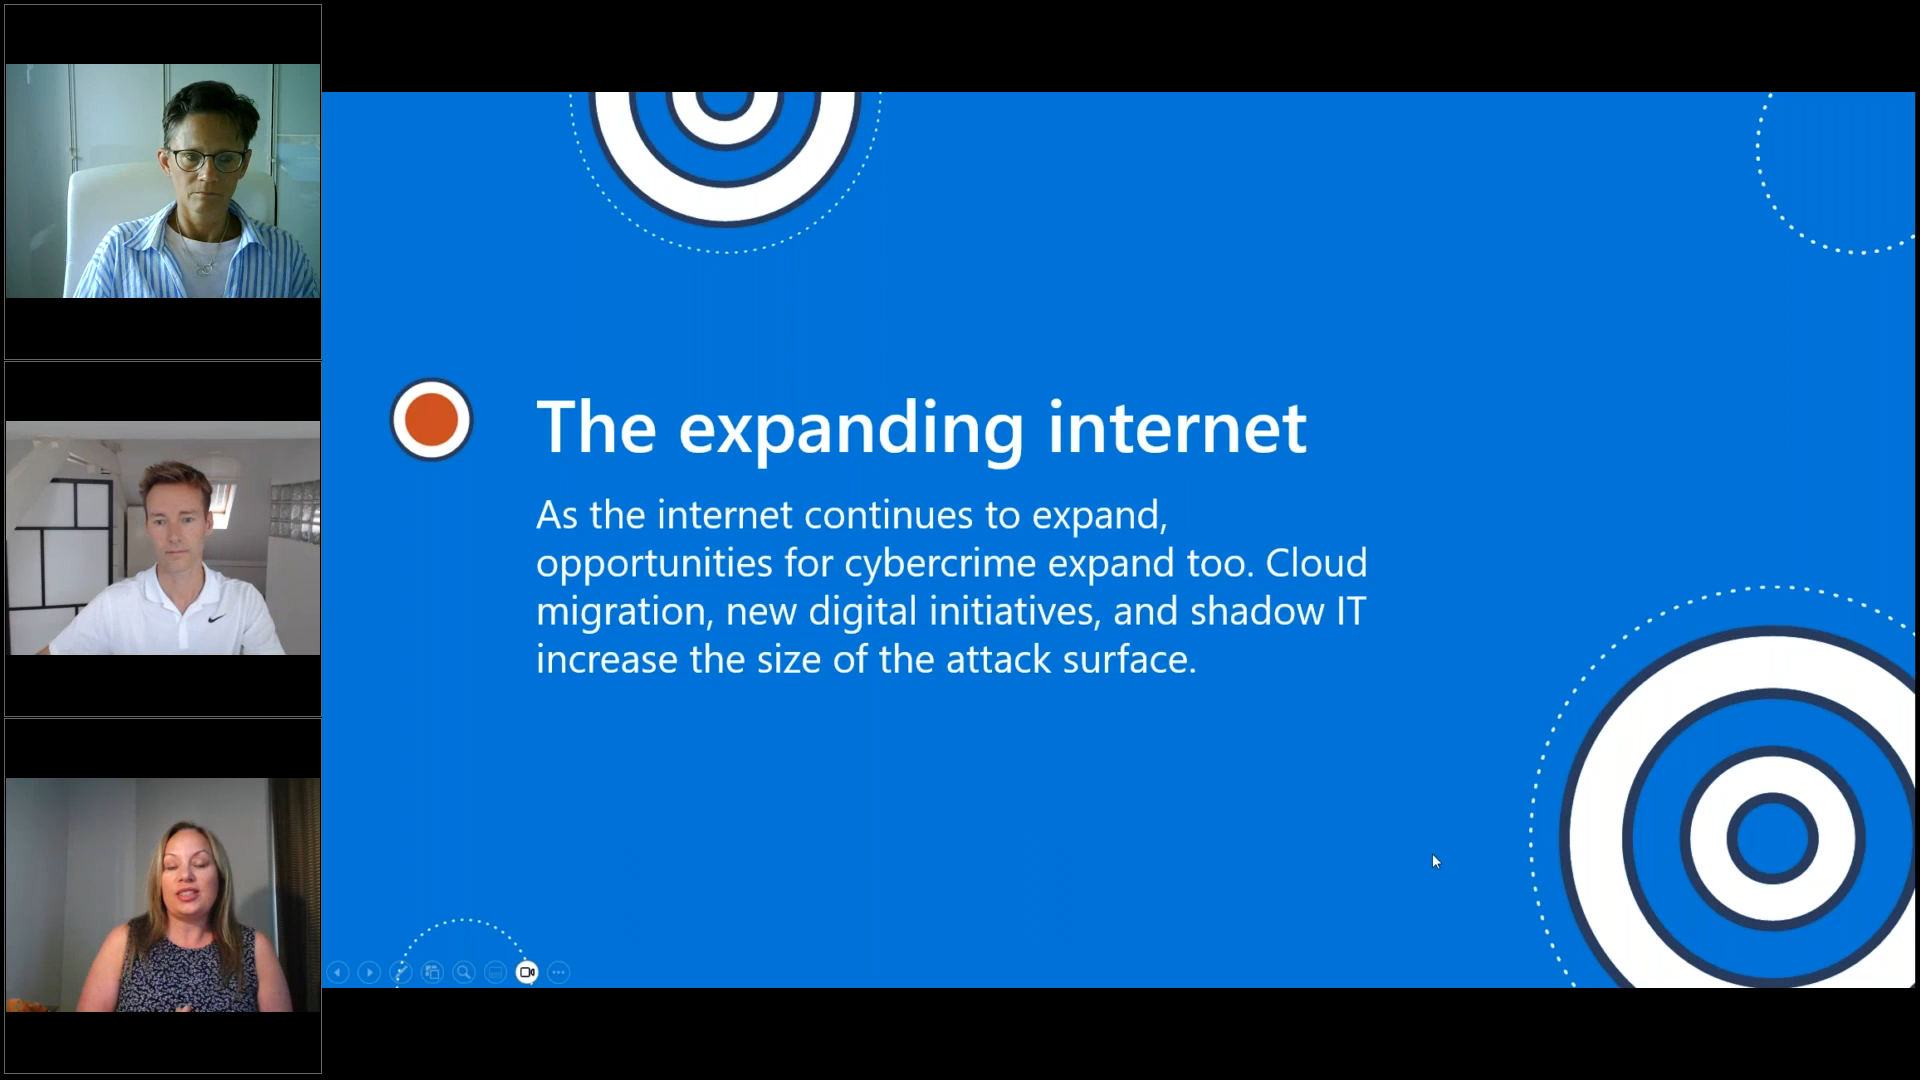 The expanding internet
As the internet continues to expand,
opportunities for cybercrime expand too. Cloud
migration, new digital initiatives, and shadow IT
increase the size of the attack surface.